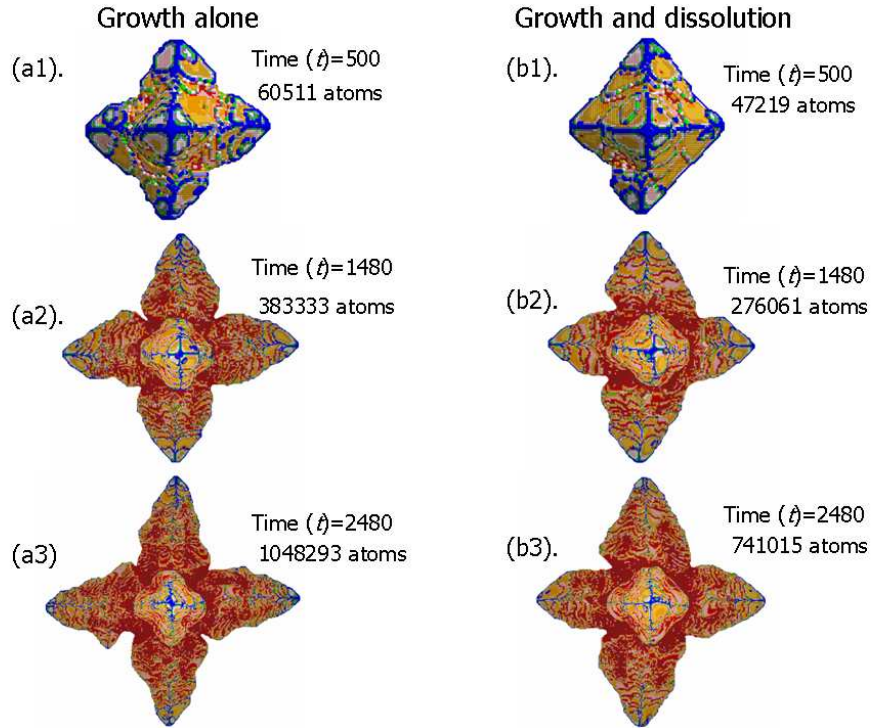 Growth alone
Growth and dissolution
(a1).
Time (t)=500
60511 atoms
(b1).
Time (t)=500
47219 atoms
(a2).
Time (t)=1480
383333 atoms
(b2).
Time (t)=1480
276061 atoms
(a3)
Time (t)=2480
1048293 atoms
(b3).
Time (t)=2480
741015 atoms